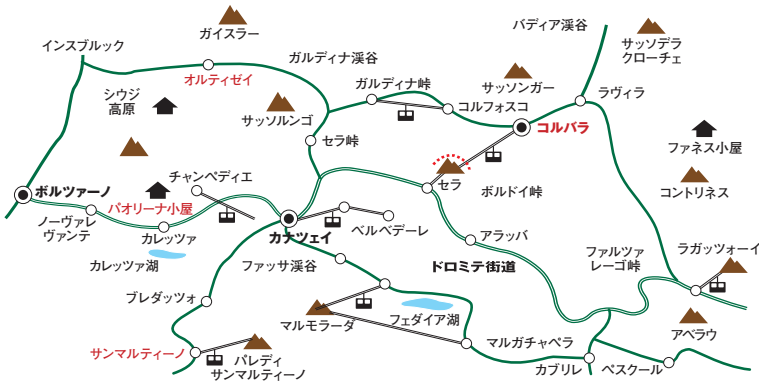 バディア渓谷
ガイスラー
サッソデラ
クローチェ
インスブルック
ガルディナ渓谷
オルティゼイ
ガルディナ峠
サッソンガー
シウジ
高原
サッソルンゴ
コルフォスコ
ラヴィラ
コルバラ
セラ峠
ファネス小屋
チャンペディエ
セラ
ボルドイ峠
コントリネス
ボルツァーノ
パオリーナ小屋
ノーヴァレ
ヴァンテ
カレッツァ
カナツェイ
ベルベデーレ
アラッバ
カレッツァ湖
ファッサ渓谷
ドロミテ街道
ファルツァ
レーゴ峠
ラガッツォーイ
ブレダッツォ
マルモラーダ
フェダイア湖
アベラウ
サンマルティーノ
パレディ
サンマルティーノ
マルガチャペラ
カブリレ
ペスクール